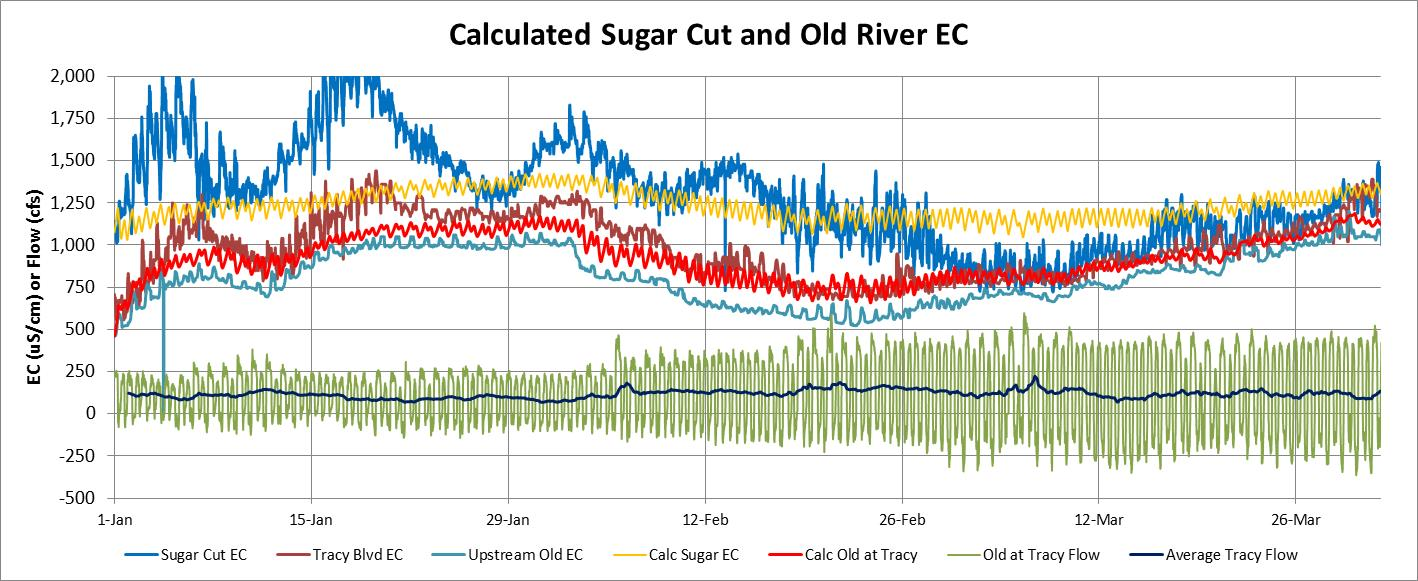 Calculated Sugar Cut and Old River EC
EC (uS/cm) or Flow (cfs)
2,000
1,750
1,500
1,250
1,000
750
500
250
0
-250
-500
1-Jan 15-Jan 29-Jan 12-Feb 26-Feb 12-Mar 26-Mar
Sugar Cut EC Tracy Blvd EC Upstream Old EC Calc Sugar EC Calc Old at Tracy Old at Tracy Flow Average Tracy Flow